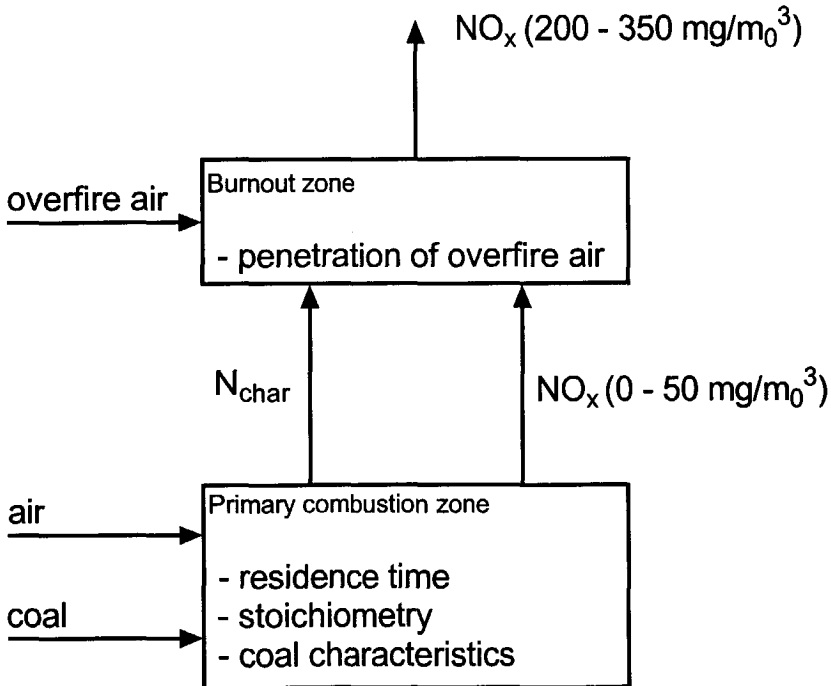 NOx (200 - 350 mg/m0³)
Burnout zone
overfire air
- penetration of overfire air
Nchar
NOx (0 - 50 mg/m0³)
Primary combustion zone
air
- residence time
coal
- stoichiometry
- coal characteristics